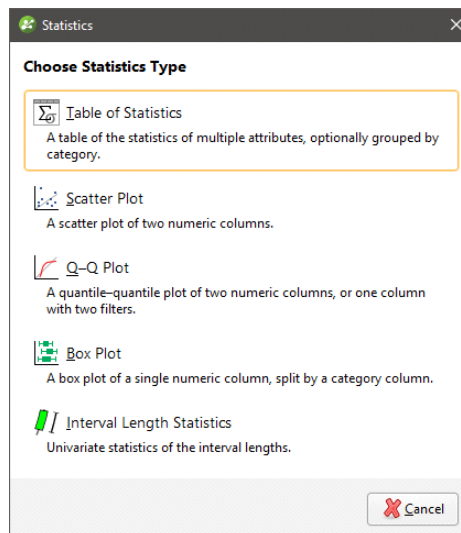 Statistics
Choose Statistics Type
Table of Statistics
A table of the statistics of multiple attributes, optionally grouped by
category.
Scatter Plot
A scatter plot of two numeric columns.
Q–Q Plot
A quantile–quantile plot of two numeric columns, or one column
with two filters.
Box Plot
A box plot of a single numeric column, split by a category column.
Interval Length Statistics
Univariate statistics of the interval lengths.
Cancel